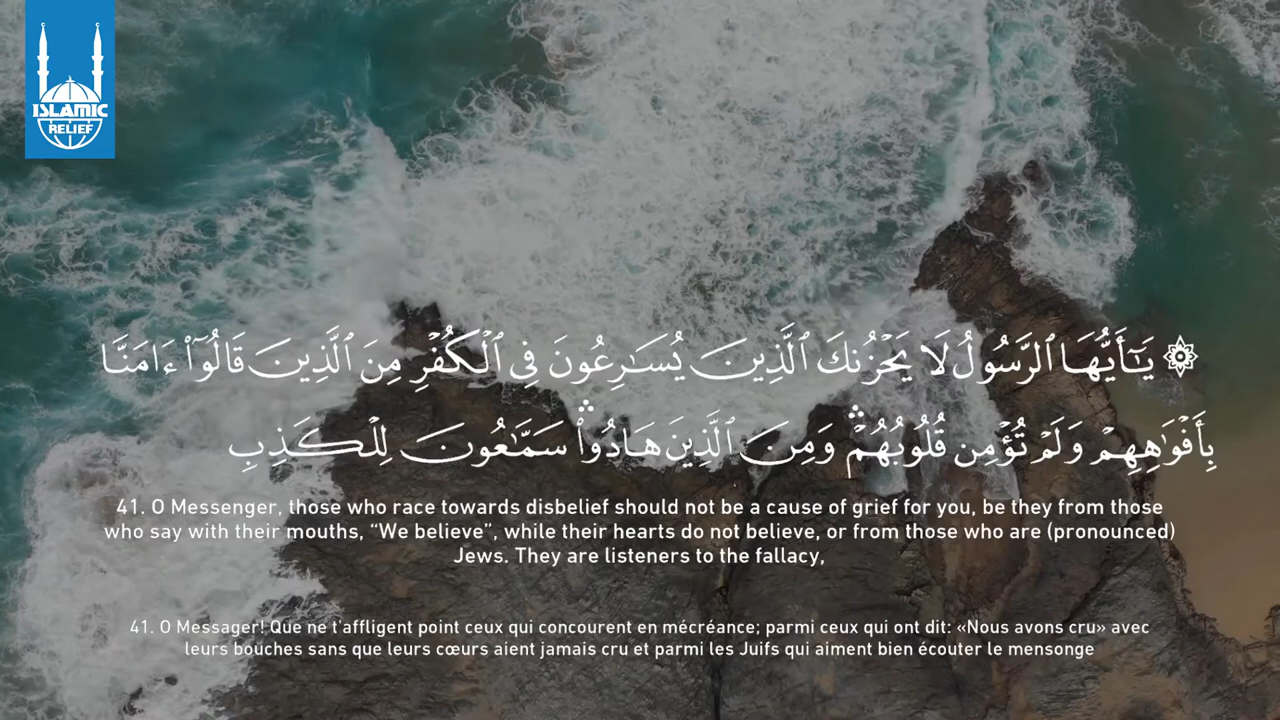 ISLAMIC
RELIEF
۞ يَـٰٓأَيُّهَا ٱلرَّسُولُ لَا يَحْزُنكَ ٱلَّذِينَ يُسَـٰرِعُونَ فِى ٱلْكُفْرِ مِنَ ٱلَّذِينَ قَالُوٓا۟ ءَامَنَّا
بِأَفْوَٰهِهِمْ وَلَمْ تُؤْمِن قُلُوبُهُمْ ۛ وَمِنَ ٱلَّذِينَ هَادُوا۟ ۛ سَمَّـٰعُونَ لِلْكَذِبِ
41. O Messenger, those who race towards disbelief should not be a cause of grief for you, be they from those
who say with their mouths, “We believe”, while their hearts do not believe, or from those who are (pronounced)
Jews. They are listeners to the fallacy,
41. O Messager! Que ne t'affligent point ceux qui concourent en mécréance; parmi ceux qui ont dit: «Nous avons cru» avec
leurs bouches sans que leurs cœurs aient jamais cru et parmi les Juifs qui aiment bien écouter le mensonge